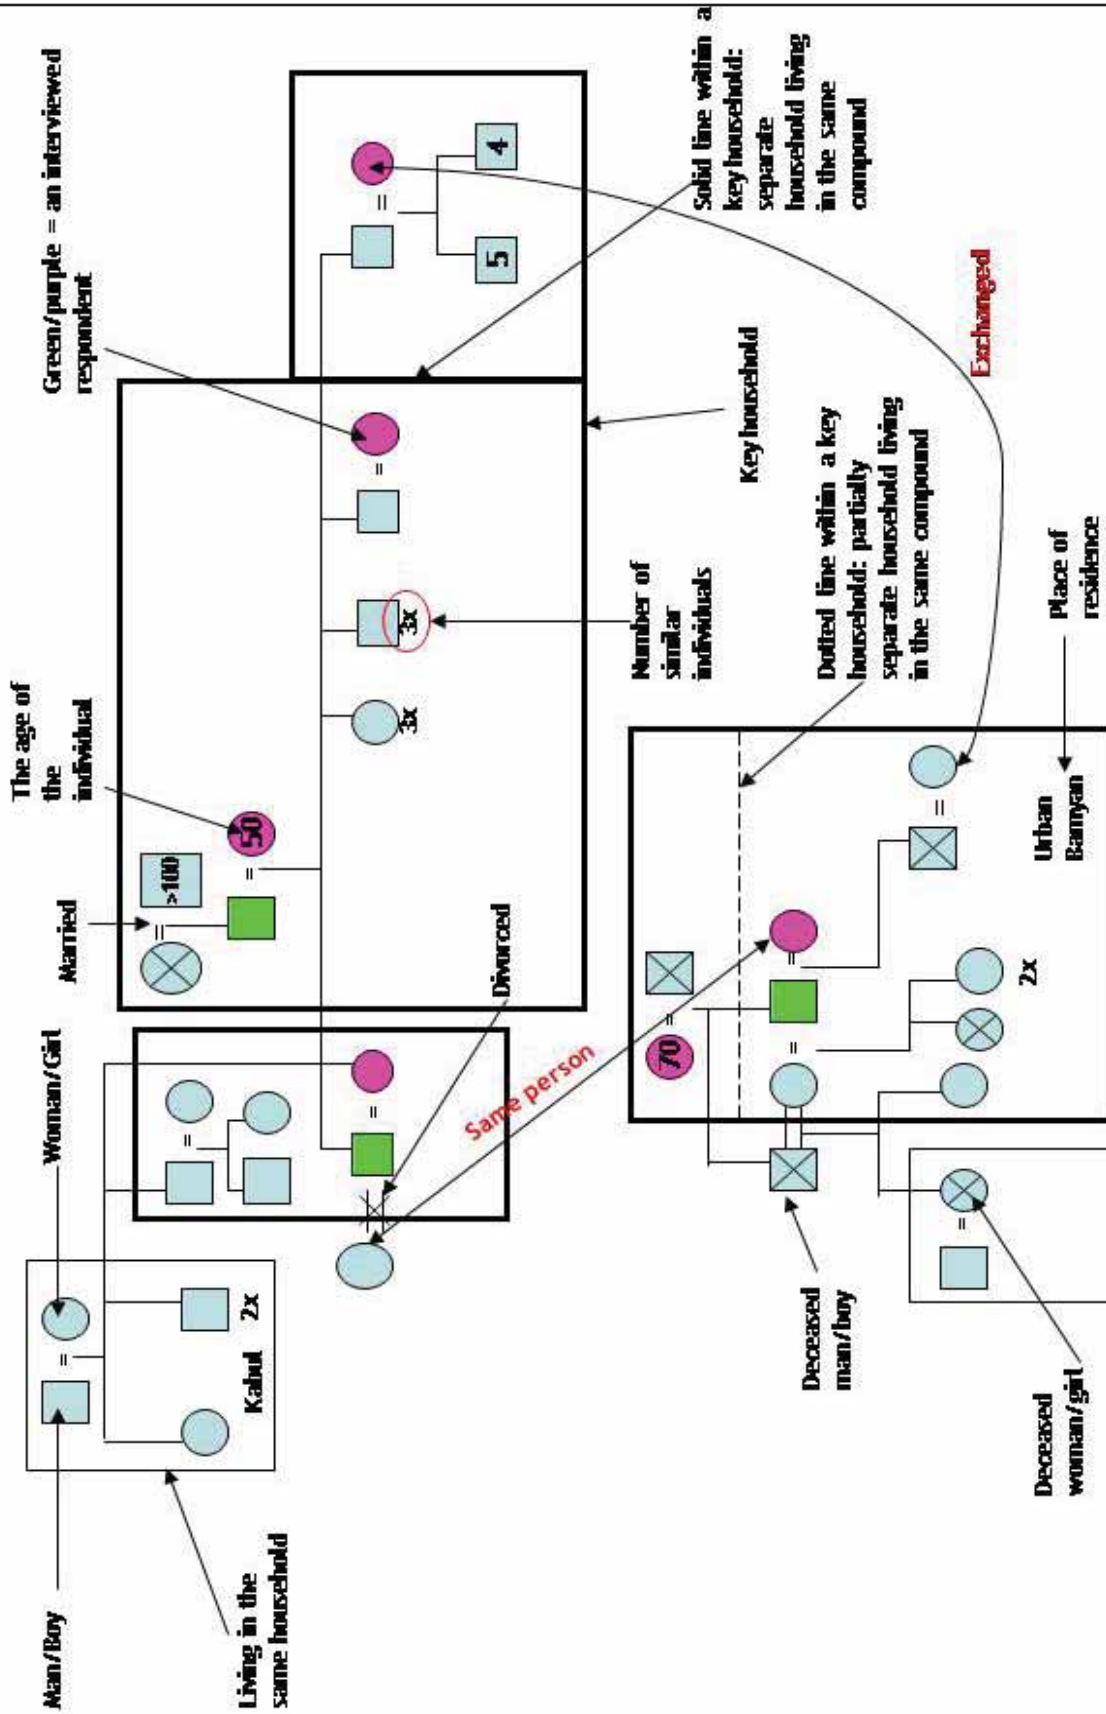 Man/Boy
Woman/Girl
Married
The age of
the
individual
Green/purple = an interviewed
respondent
Living in the
same household
Kabul
2x
>100
50
3x
3x
5
4
Divorced
Same person
Number of
similar
individuals
Key household
Solid line within a
key household:
separate
household living
in the same
compound
Dotted line within a key
household: partially
separate household living
in the same compound
Exchanged
70
Deceased
man/boy
Deceased
woman/girl
2x
Urban
Bamyan
Place of
residence
=
=
=
=
=
=
=
=
=
=
=
=